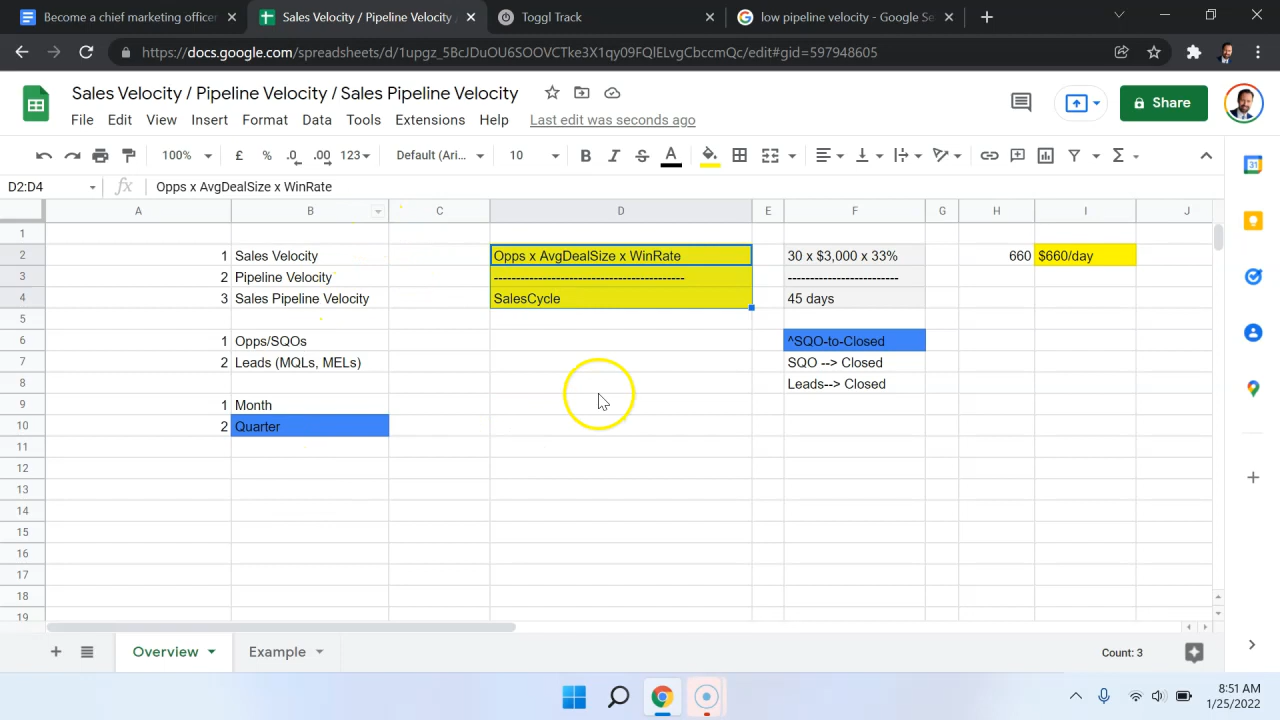 Become a chief marketing officer
Sales Velocity / Pipeline Velocity
Toggl Track
low pipeline velocity - Google Se
https://docs.google.com/spreadsheets/d/1upgz_5BcJDuOU6SOOVCTke3X1qy09FQlELvgCbccmQc/edit#gid=597948605
Sales Velocity / Pipeline Velocity / Sales Pipeline Velocity
Share
File Edit View Insert Format Data Tools Extensions Help Last edit was seconds ago
100% £ % .0 .00 123 Default (Ari... 10 B I S A
D2:D4 fx Opps x AvgDealSize x WinRate
A B C D E F G H I J
1
2 1 Sales Velocity Opps x AvgDealSize x WinRate 30 x $3,000 x 33% 660 $660/day
3 2 Pipeline Velocity ----------------------------------------- ------------------------
4 3 Sales Pipeline Velocity SalesCycle 45 days
5
6 1 Opps/SQOs ^SQO-to-Closed
7 2 Leads (MQLs, MELs) SQO --> Closed
8 Leads--> Closed
9 1 Month
10 2 Quarter
11
12
13
14
15
16
17
18
19
Overview Example Count: 3
31
8:51 AM
1/25/2022